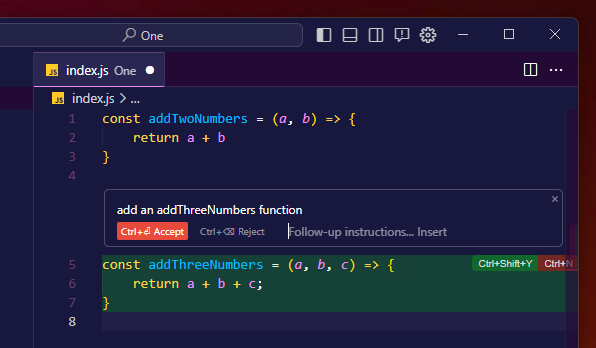 One
JS index.js One
JS index.js > ...
1 const addTwoNumbers = (a, b) => {
2 return a + b
3 }
4
add an addThreeNumbers function
Ctrl+⏎ Accept Ctrl+⌫ Reject Follow-up instructions... Insert
5 const addThreeNumbers = (a, b, c) => { Ctrl+Shift+Y Ctrl+N
6 return a + b + c;
7 }
8